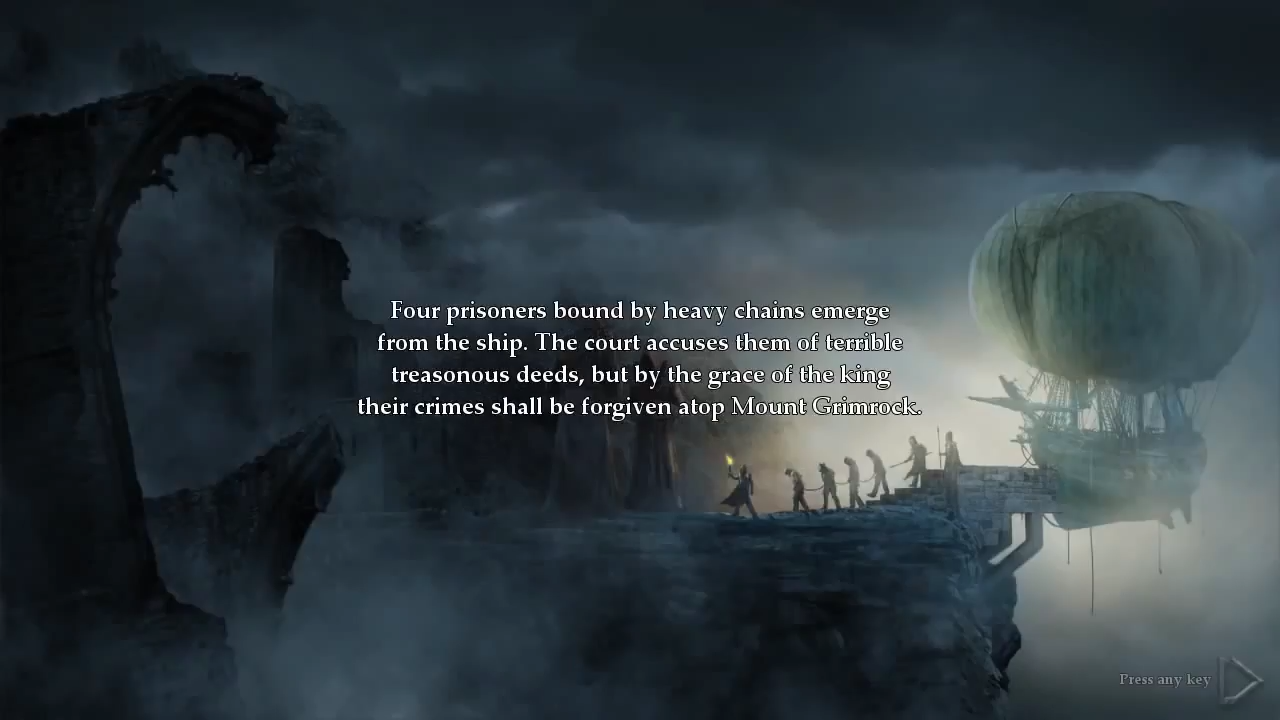 Four prisoners bound by heavy chains emerge
from the ship. The court accuses them of terrible
treasonous deeds, but by the grace of the king
their crimes shall be forgiven atop Mount Grimrock.
Press any key